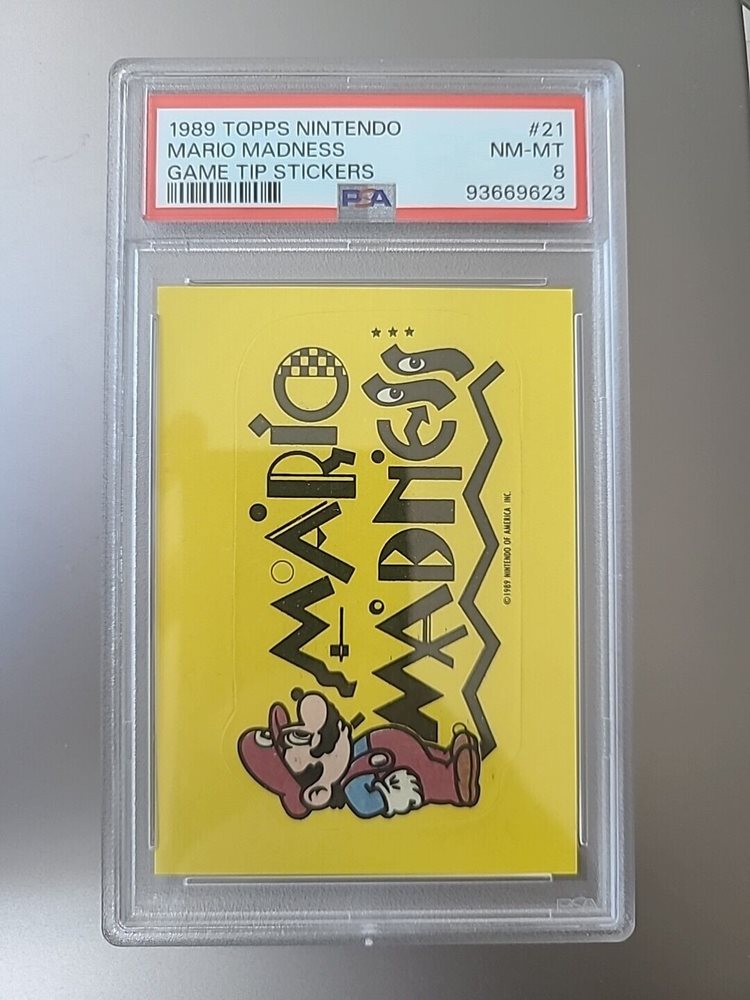 1989 TOPPS NINTENDO #21
MARIO MADNESS NM-MT
GAME TIP STICKERS 8
PSA 93669623
MARIO
MADNESS
©1989 NINTENDO OF AMERICA INC.
PSA